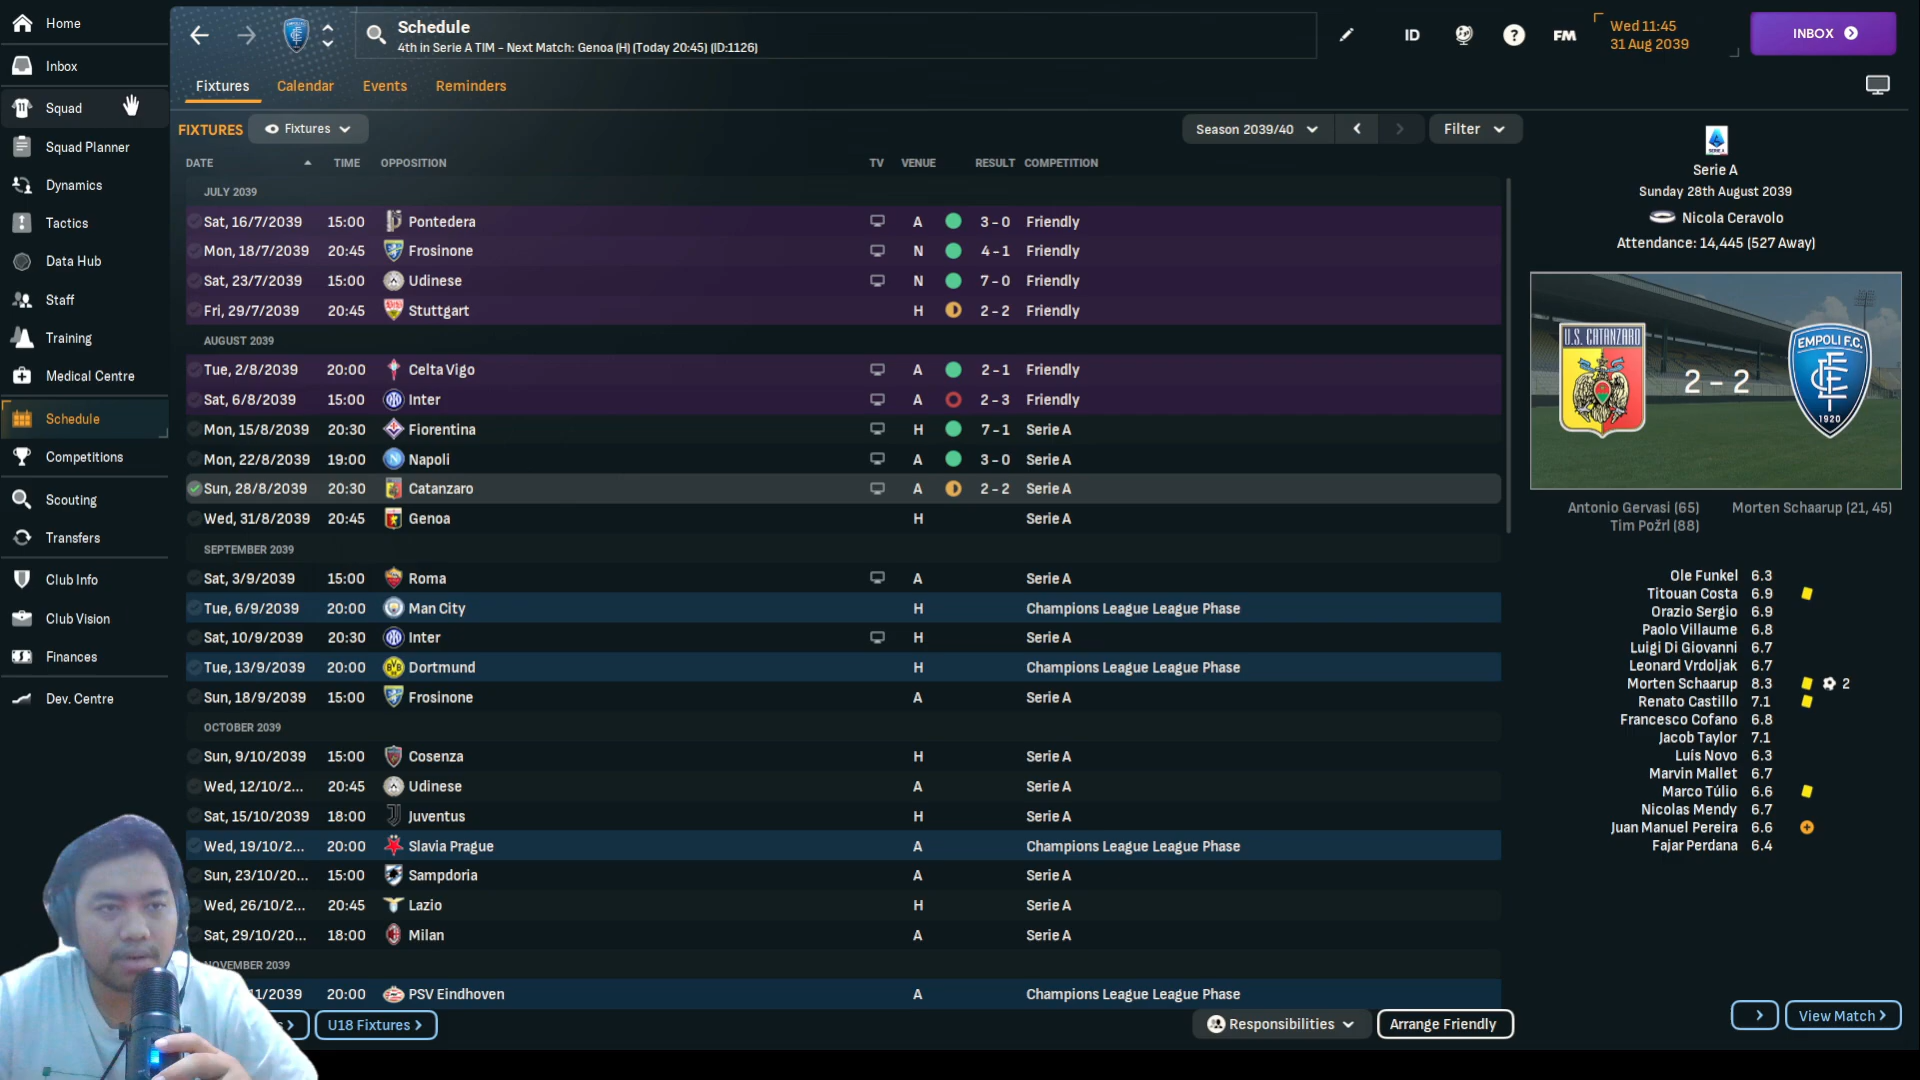 Home
Inbox
Squad
Squad Planner
Dynamics
Tactics
Data Hub
Staff
Training
Medical Centre
Schedule
Competitions
Scouting
Transfers
Club Info
Club Vision
Finances
Dev. Centre
Schedule
4th in Serie A TIM - Next Match: Genoa (H) (Today 20:45) (ID:1126)
ID
FM
Wed 11:45
31 Aug 2039
INBOX
Fixtures Calendar Events Reminders
FIXTURES Fixtures Season 2039/40 Filter
DATE TIME OPPOSITION TV VENUE RESULT COMPETITION
JULY 2039
Sat, 16/7/2039 15:00 Pontedera A 3 - 0 Friendly
Mon, 18/7/2039 20:45 Frosinone N 4 - 1 Friendly
Sat, 23/7/2039 15:00 Udinese N 7 - 0 Friendly
Fri, 29/7/2039 20:45 Stuttgart H 2 - 2 Friendly
AUGUST 2039
Tue, 2/8/2039 20:00 Celta Vigo A 2 - 1 Friendly
Sat, 6/8/2039 15:00 Inter A 2 - 3 Friendly
Mon, 15/8/2039 20:30 Fiorentina H 7 - 1 Serie A
Mon, 22/8/2039 19:00 Napoli A 3 - 0 Serie A
Sun, 28/8/2039 20:30 Catanzaro A 2 - 2 Serie A
Wed, 31/8/2039 20:45 Genoa H Serie A
SEPTEMBER 2039
Sat, 3/9/2039 15:00 Roma A Serie A
Tue, 6/9/2039 20:00 Man City H Champions League League Phase
Sat, 10/9/2039 20:30 Inter H Serie A
Tue, 13/9/2039 20:00 Dortmund H Champions League League Phase
Sun, 18/9/2039 15:00 Frosinone A Serie A
OCTOBER 2039
Sun, 9/10/2039 15:00 Cosenza H Serie A
Wed, 12/10/2... 20:45 Udinese A Serie A
Sat, 15/10/2039 18:00 Juventus H Serie A
Wed, 19/10/2... 20:00 Slavia Prague A Champions League League Phase
Sun, 23/10/20... 15:00 Sampdoria A Serie A
Wed, 26/10/2... 20:45 Lazio H Serie A
Sat, 29/10/20... 18:00 Milan A Serie A
NOVEMBER 2039
11/2039 20:00 PSV Eindhoven A Champions League League Phase
U18 Fixtures Responsibilities Arrange Friendly
Serie A
Sunday 28th August 2039
Nicola Ceravolo
Attendance: 14,445 (527 Away)
U.S. CATANZARO
2 - 2
EMPOLI F.C.
1920
Antonio Gervasi (65) Morten Schaarup (21, 45)
Tim Požrl (88)
Ole Funkel 6.3
Titouan Costa 6.9
Orazio Sergio 6.9
Paolo Villaume 6.8
Luigi Di Giovanni 6.7
Leonard Vrdoljak 6.7
Morten Schaarup 8.3 2
Renato Castillo 7.1
Francesco Cofano 6.8
Jacob Taylor 7.1
Luís Novo 6.3
Marvin Mallet 6.7
Marco Túlio 6.6
Nicolas Mendy 6.7
Juan Manuel Pereira 6.6
Fajar Perdana 6.4
View Match